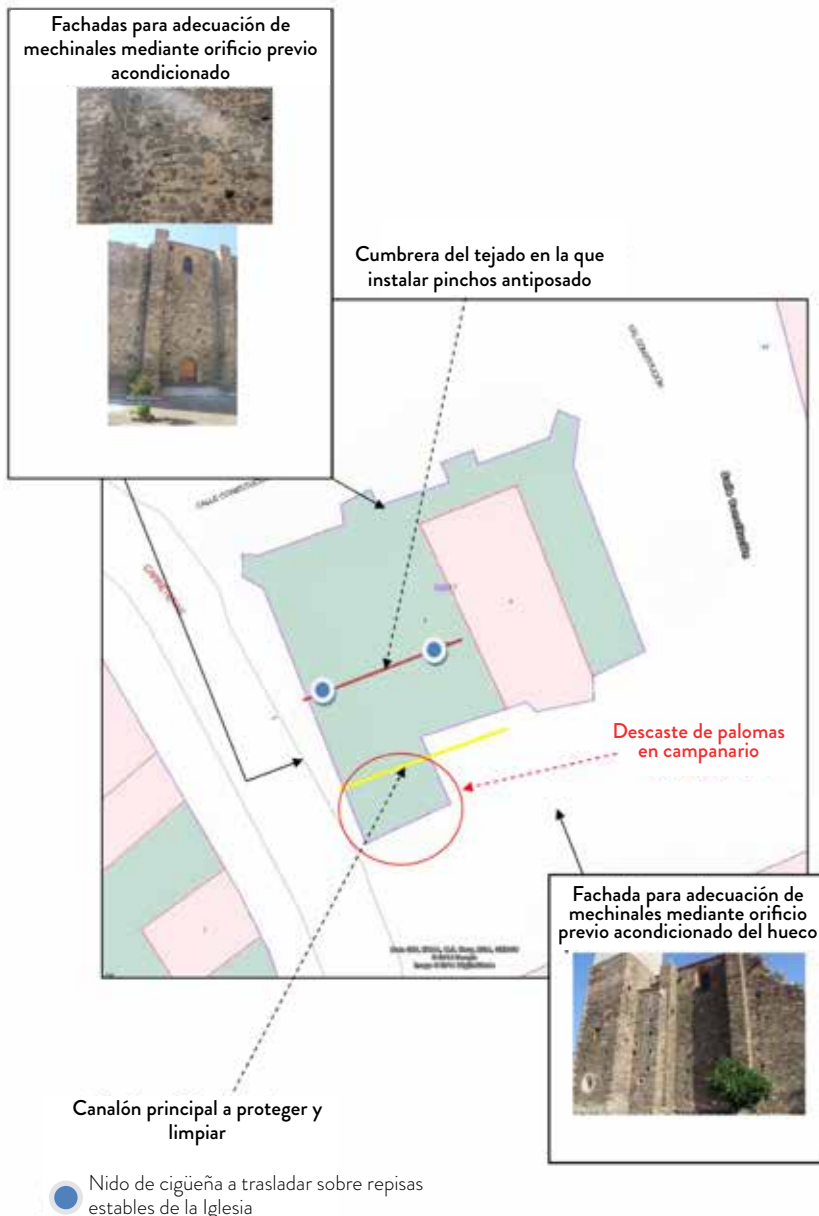 Fachadas para adecuación de
mechinales mediante orificio previo
acondicionado
Cumbrera del tejado en la que
instalar pinchos antiposado
CALLE
Descaste de palomas
en campanario
Fachada para adecuación de
mechinales mediante orificio
previo acondicionado del hueco
Canalón principal a proteger y
limpiar
Nido de cigüeña a trasladar sobre repisas
estables de la Iglesia